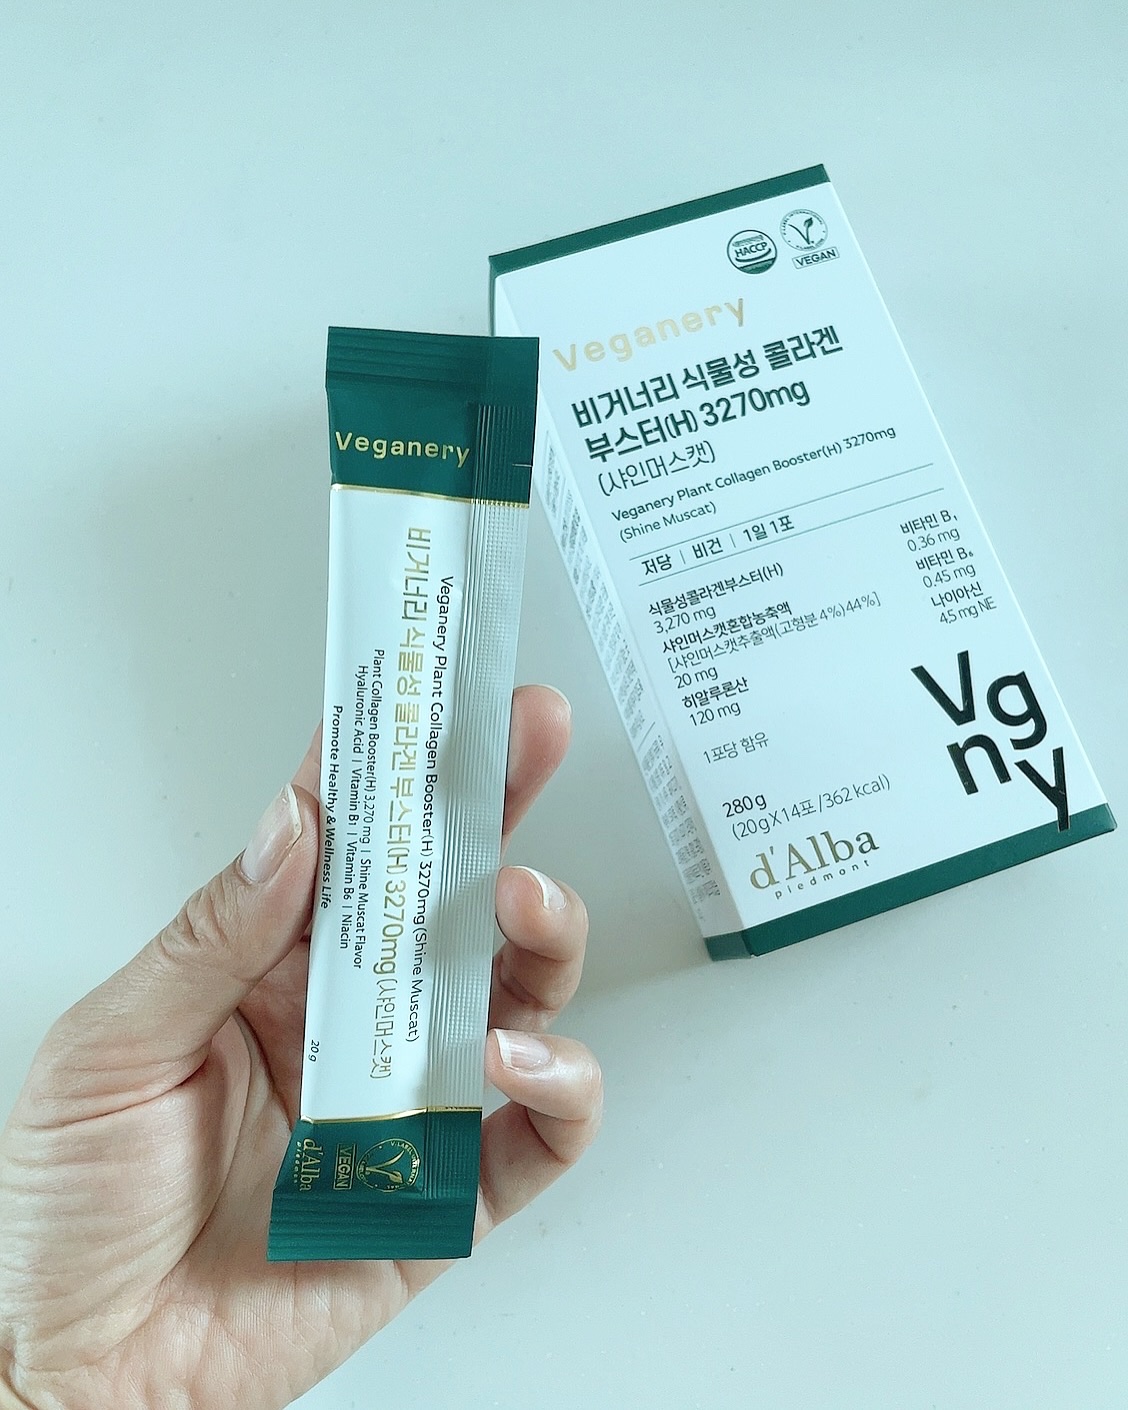 HACCP
V-LABEL
VEGAN
Veganery
비거너리 식물성 콜라겐
부스터(H) 3270mg
(샤인머스캣)
Veganery Plant Collagen Booster(H) 3270mg
(Shine Muscat)
저당 | 비건 | 1일 1포
식물성콜라겐부스터(H)
3,270 mg
샤인머스캣혼합농축액
[샤인머스캣추출액(고형분 4%)44%]
20 mg
히알루론산
120 mg
1포당 함유
비타민 B₁
0.36 mg
비타민 B₆
0.45 mg
나이아신
4.5 mg NE
Vg
ny
280 g
(20 g X 14포 / 362 kcal)
d'Alba
piedmont
Veganery
Veganery Plant Collagen Booster(H) 3270mg (Shine Muscat)
비거너리 식물성 콜라겐 부스터(H) 3270mg (샤인머스캣)
Plant Collagen Booster(H) 3,270 mg | Shine Muscat Flavor
Hyaluronic Acid | Vitamin B₁ | Vitamin B₆ | Niacin
Promote Healthy & Wellness Life
20 g
V-LABEL
VEGAN
d'Alba
piedmont